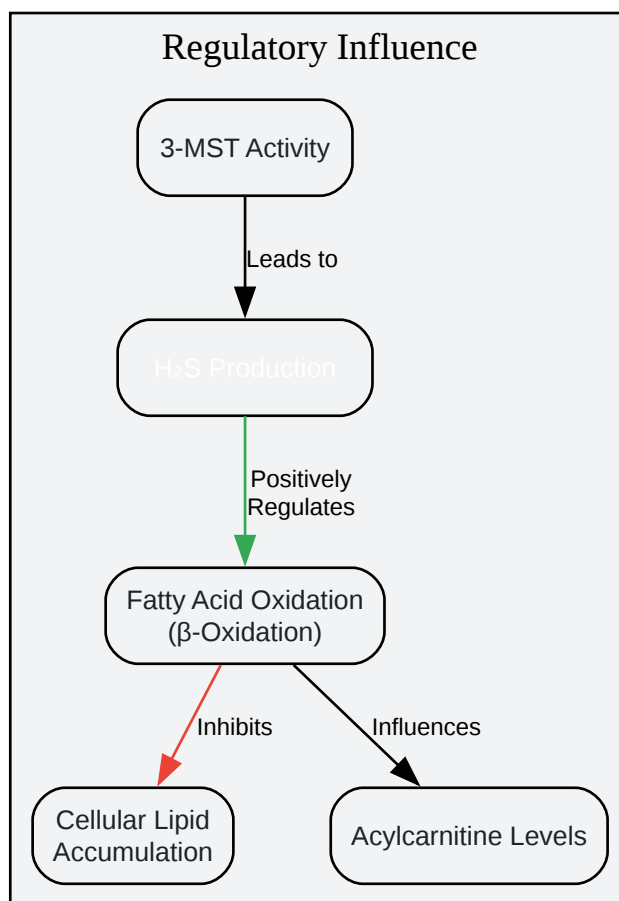 Regulatory Influence
3-MST Activity
Leads to
H₂S Production
Positively
Regulates
Fatty Acid Oxidation
(β-Oxidation)
Inhibits
Influences
Cellular Lipid
Accumulation
Acylcarnitine Levels